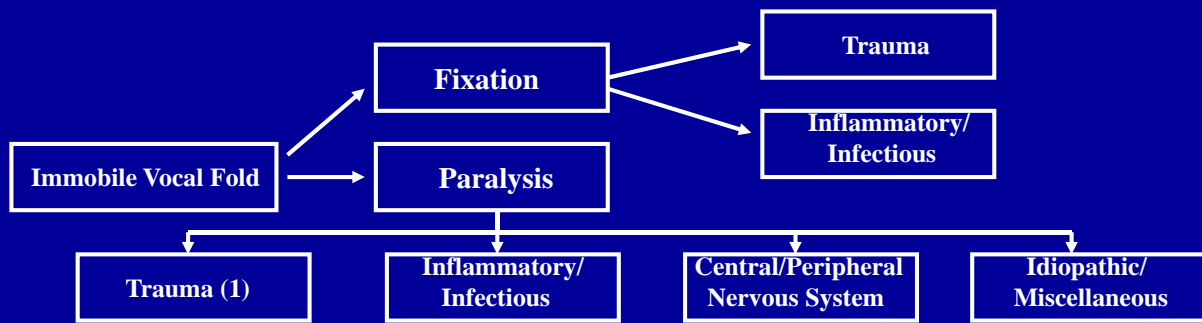 Trauma
Fixation
Inflammatory/
Infectious
Immobile Vocal Fold
Paralysis
Trauma (1)
Inflammatory/
Infectious
Central/Peripheral
Nervous System
Idiopathic/
Miscellaneous